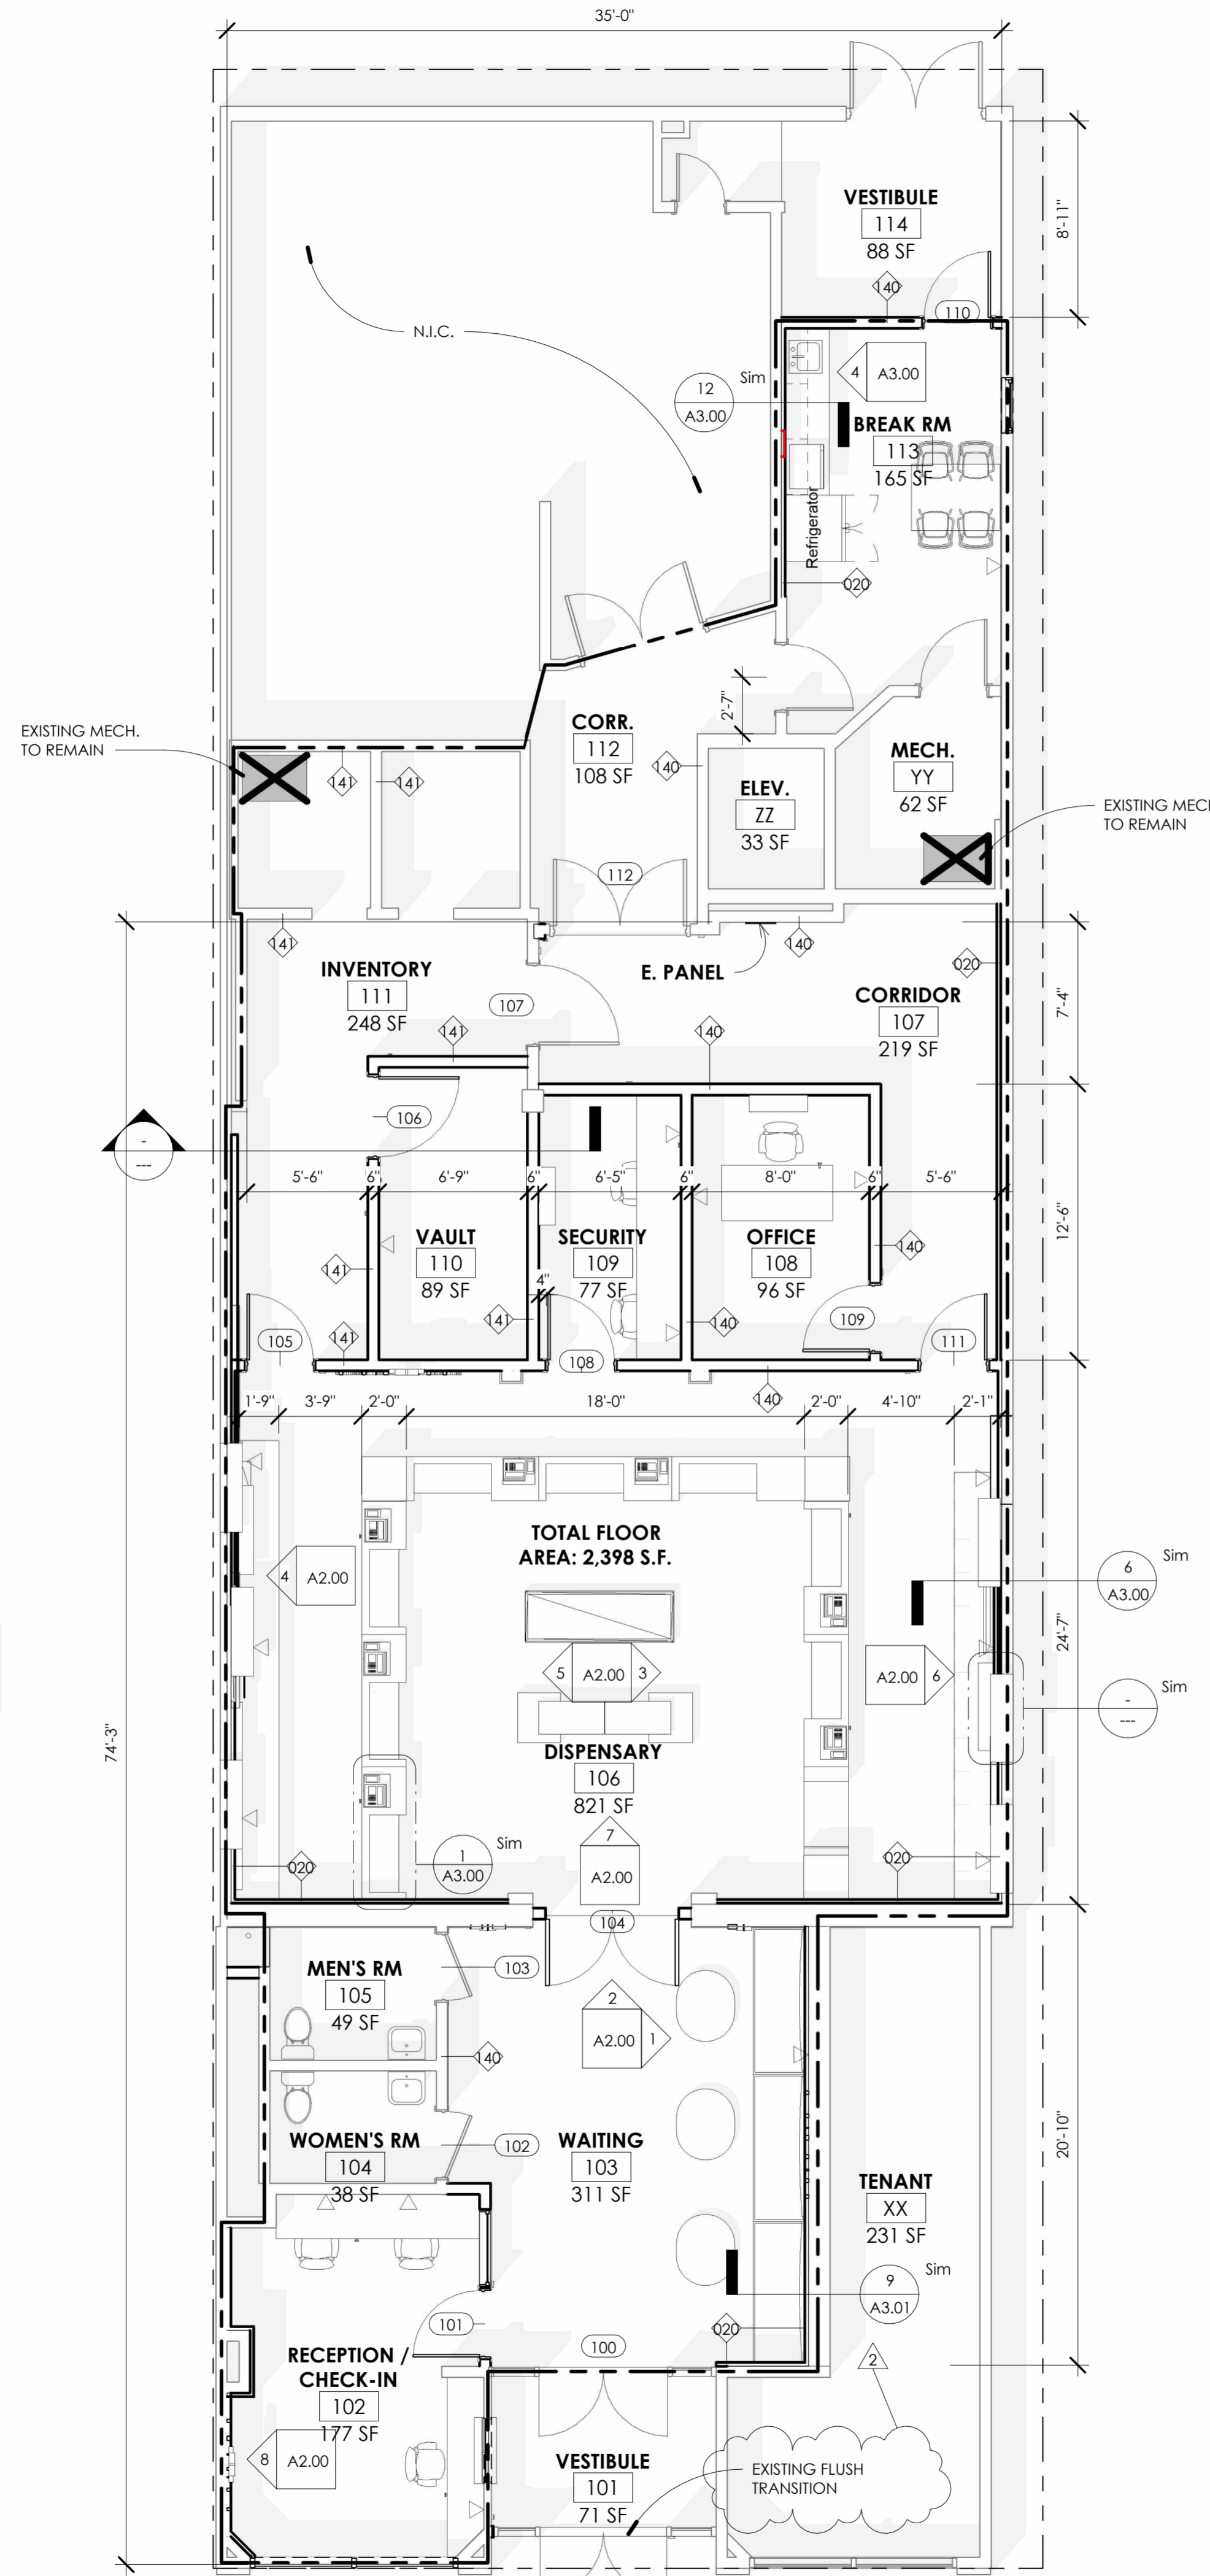 35'-0"
VESTIBULE
114
88 SF
8'-11"
140
110
N.I.C.
4
A3.00
12
A3.00
Sim
BREAK RM
113
165 SF
Refrigerator
020
2'-7"
CORR.
112
108 SF
140
MECH.
YY
62 SF
ELEV.
ZZ
33 SF
EXISTING MECH.
TO REMAIN
141
141
EXISTING MECH
TO REMAIN
112
141
140
E. PANEL
020
INVENTORY
111
248 SF
107
CORRIDOR
107
219 SF
7'-4"
141
140
106
-
---
5'-6"
6"
6'-9"
6"
6'-5"
6"
8'-0"
6"
5'-6"
12'-6"
VAULT
110
89 SF
SECURITY
109
77 SF
OFFICE
108
96 SF
140
141
4"
141
140
105
141
108
109
111
140
1'-9"
3'-9"
2'-0"
18'-0"
2'-0"
4'-10"
2'-1"
TOTAL FLOOR
AREA: 2,398 S.F.
4
A2.00
6
A3.00
Sim
24'-7"
5
A2.00
3
A2.00
6
-
---
Sim
74'-3"
DISPENSARY
106
821 SF
7
A2.00
1
A3.00
Sim
020
020
104
MEN'S RM
105
49 SF
103
2
A2.00
1
140
WOMEN'S RM
104
38 SF
102
WAITING
103
311 SF
20'-10"
TENANT
XX
231 SF
9
A3.01
Sim
101
100
020
2
RECEPTION /
CHECK-IN
102
177 SF
8
A2.00
VESTIBULE
101
71 SF
EXISTING FLUSH
TRANSITION